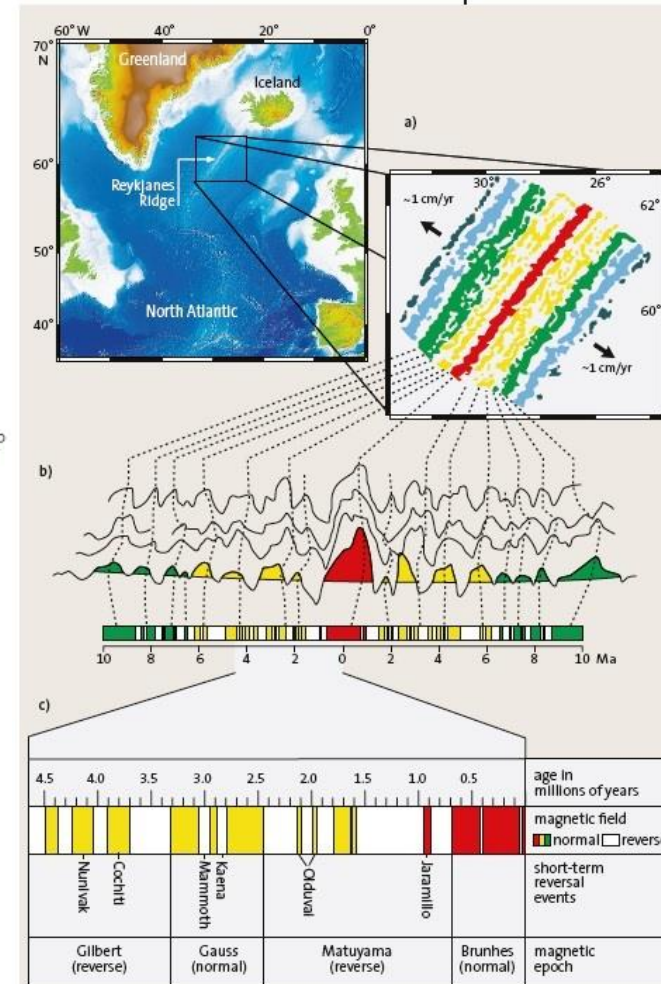 60° W 40° 20° 0°
70°
N
Greenland
Iceland
a)
60°
Reykjanes
Ridge
50°
North Atlantic
40°
30° 26°
~1 cm/yr
62°
60°
~1 cm/yr
b)
10 8 6 4 2 0 2 4 6 8 10 Ma
c)
4.5 4.0 3.5 3.0 2.5 2.0 1.5 1.0 0.5
age in
millions of years
magnetic field
normal reverse
Nunivak
Cochiti
Mammoth
Kaena
Olduvai
Jaramillo
short-term
reversal
events
Gilbert
(reverse)
Gauss
(normal)
Matuyama
(reverse)
Brunhes
(normal)
magnetic
epoch